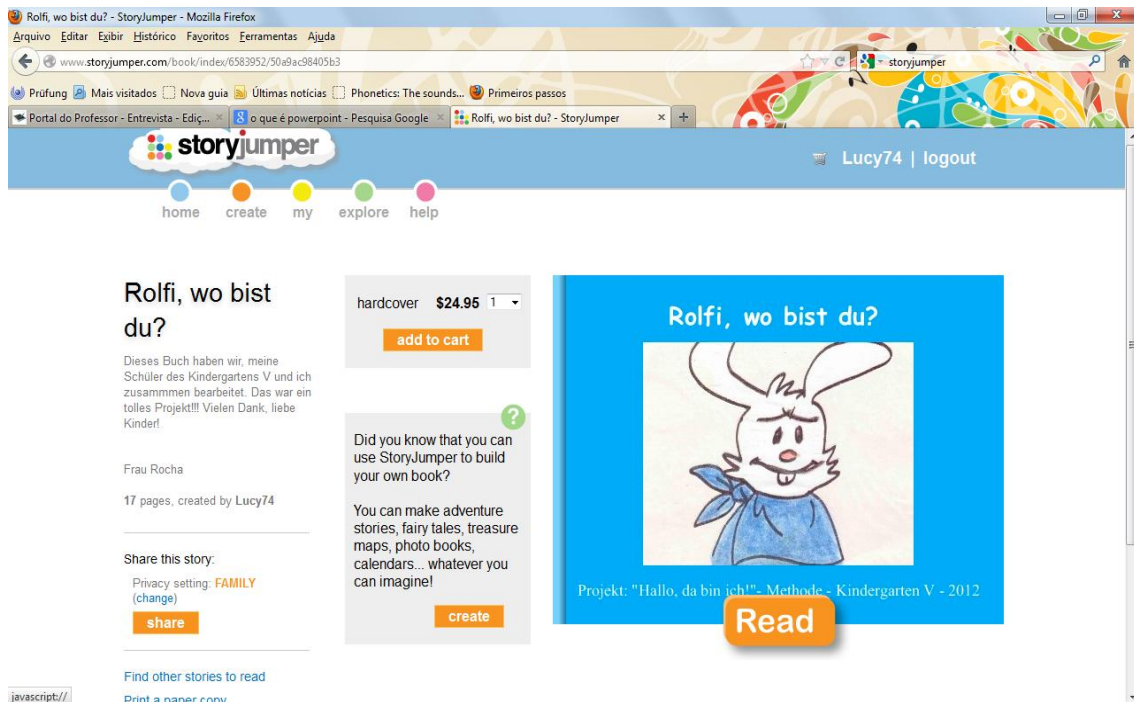 Rolfi, wo bist du? - StoryJumper - Mozilla Firefox
Arquivo Editar Exibir Histórico Favoritos Ferramentas Ajuda
www.storyjumper.com/book/index/6583952/50a9ac98405b3
storyjumper
Prüfung Mais visitados Nova guia Últimas notícias Phonetics: The sounds... Primeiros passos
Portal do Professor - Entrevista - Ediç... o que é powerpoint - Pesquisa Google Rolfi, wo bist du? - StoryJumper
storyjumper
Lucy74 | logout
home create my explore help
Rolfi, wo bist
du?
Dieses Buch haben wir, meine
Schüler des Kindergartens V und ich
zusammmen bearbeitet. Das war ein
tolles Projekt!!! Vielen Dank, liebe
Kinder!
Frau Rocha
17 pages, created by Lucy74
Share this story:
Privacy setting: FAMILY
(change)
share
Find other stories to read
Print a paper copy
hardcover $24.95 1
add to cart
?
Did you know that you can
use StoryJumper to build
your own book?
You can make adventure
stories, fairy tales, treasure
maps, photo books,
calendars... whatever you
can imagine!
create
Rolfi, wo bist du?
Projekt: "Hallo, da bin ich!"- Methode - Kindergarten V - 2012
Read
javascript://